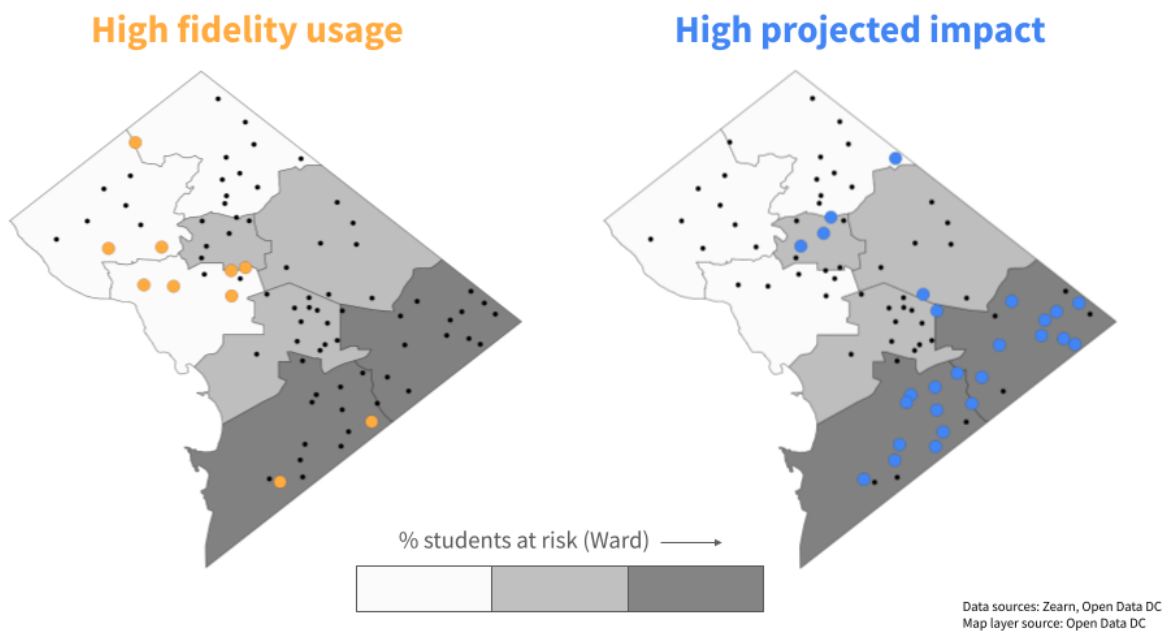 High fidelity usage
High projected impact
% students at risk (Ward)
Data sources: Zearn, Open Data DC
Map layer source: Open Data DC